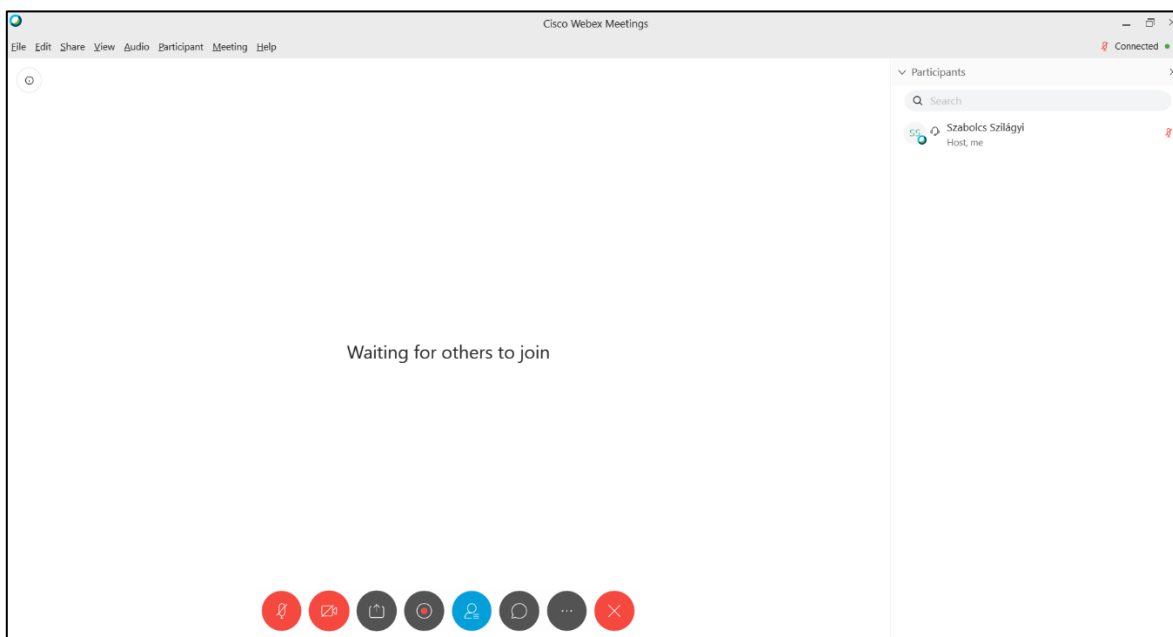 Cisco Webex Meetings
File Edit Share View Audio Participant Meeting Help
Connected
Participants
Search
SS
Szabolcs Szilágyi
Host, me
Waiting for others to join